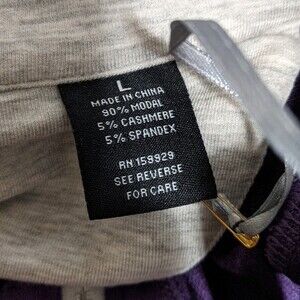 L
MADE IN CHINA
90% MODAL
5% CASHMERE
5% SPANDEX
RN 159929
SEE REVERSE
FOR CARE